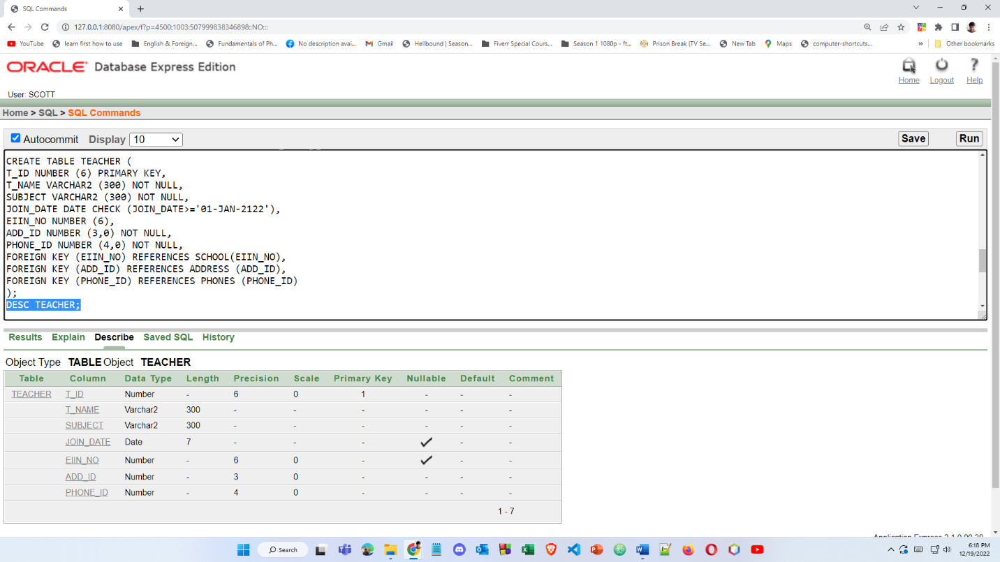 SQL Commands
127.0.0.1:8080/apex/f?p=4500:1003:507999838346898::NO:::
YouTube learn first how to use English & Foreign... Fundamentals of Ph... No description avai... Gmail Hellbound | Season... Fiverr Special Cours... Season 1 1080p - ft... Prison Break (TV Se... New Tab Maps computer-shortcuts... » Other bookmarks
ORACLE Database Express Edition
Home Logout Help
User: SCOTT
Home > SQL > SQL Commands
Autocommit Display 10 Save Run
CREATE TABLE TEACHER (
T_ID NUMBER (6) PRIMARY KEY,
T_NAME VARCHAR2 (300) NOT NULL,
SUBJECT VARCHAR2 (300) NOT NULL,
JOIN_DATE DATE CHECK (JOIN_DATE>='01-JAN-2122'),
EIIN_NO NUMBER (6),
ADD_ID NUMBER (3,0) NOT NULL,
PHONE_ID NUMBER (4,0) NOT NULL,
FOREIGN KEY (EIIN_NO) REFERENCES SCHOOL(EIIN_NO),
FOREIGN KEY (ADD_ID) REFERENCES ADDRESS (ADD_ID),
FOREIGN KEY (PHONE_ID) REFERENCES PHONES (PHONE_ID)
);
DESC TEACHER;
Results Explain Describe Saved SQL History
Object Type TABLE Object TEACHER
Table Column Data Type Length Precision Scale Primary Key Nullable Default Comment
TEACHER T_ID Number - 6 0 1 - - -
T_NAME Varchar2 300 - - - - - -
SUBJECT Varchar2 300 - - - - - -
JOIN_DATE Date 7 - - - - -
EIIN_NO Number - 6 0 - - -
ADD_ID Number - 3 0 - - - -
PHONE_ID Number - 4 0 - - - -
1 - 7
Search
6:18 PM
12/19/2022